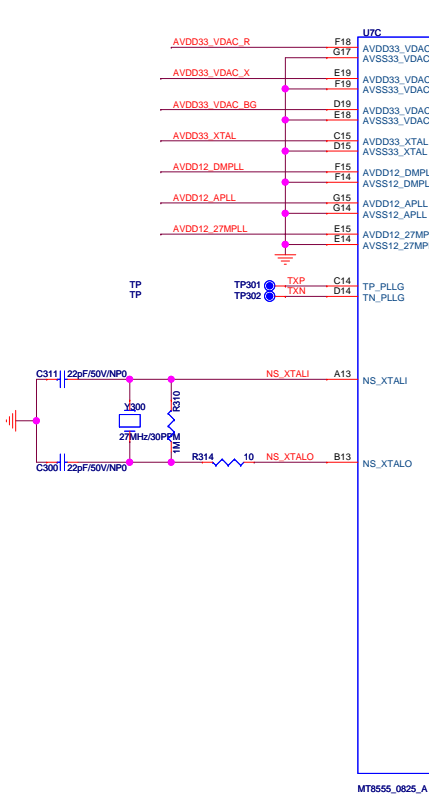 U7C
AVDD33_VDAC_R F18 AVDD33_VDAC
G17 AVSS33_VDAC
AVDD33_VDAC_X E19 AVDD33_VDAC
F19 AVSS33_VDAC
AVDD33_VDAC_BG D19 AVDD33_VDAC
E18 AVSS33_VDAC
AVDD33_XTAL C15 AVDD33_XTAL
D15 AVSS33_XTAL
AVDD12_DMPLL F15 AVDD12_DMPL
F14 AVSS12_DMPL
AVDD12_APLL G15 AVDD12_APLL
G14 AVSS12_APLL
AVDD12_27MPLL E15 AVDD12_27MP
E14 AVSS12_27MP
TP TP301 TXP C14 TP_PLLG
TP TP302 TXN D14 TN_PLLG
C311 22pF/50V/NP0 NS_XTALI A13 NS_XTALI
Y300 R310
27MHz/30PPM 1M
C300 22pF/50V/NP0 R314 10 NS_XTALO B13 NS_XTALO
MT8555_0825_A